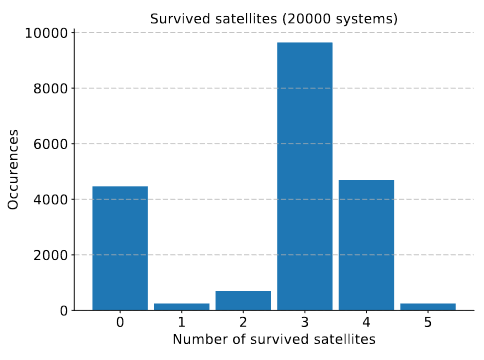 Survived satellites (20000 systems)
10000
8000
6000
4000
2000
0
Occurences
0 1 2 3 4 5
Number of survived satellites